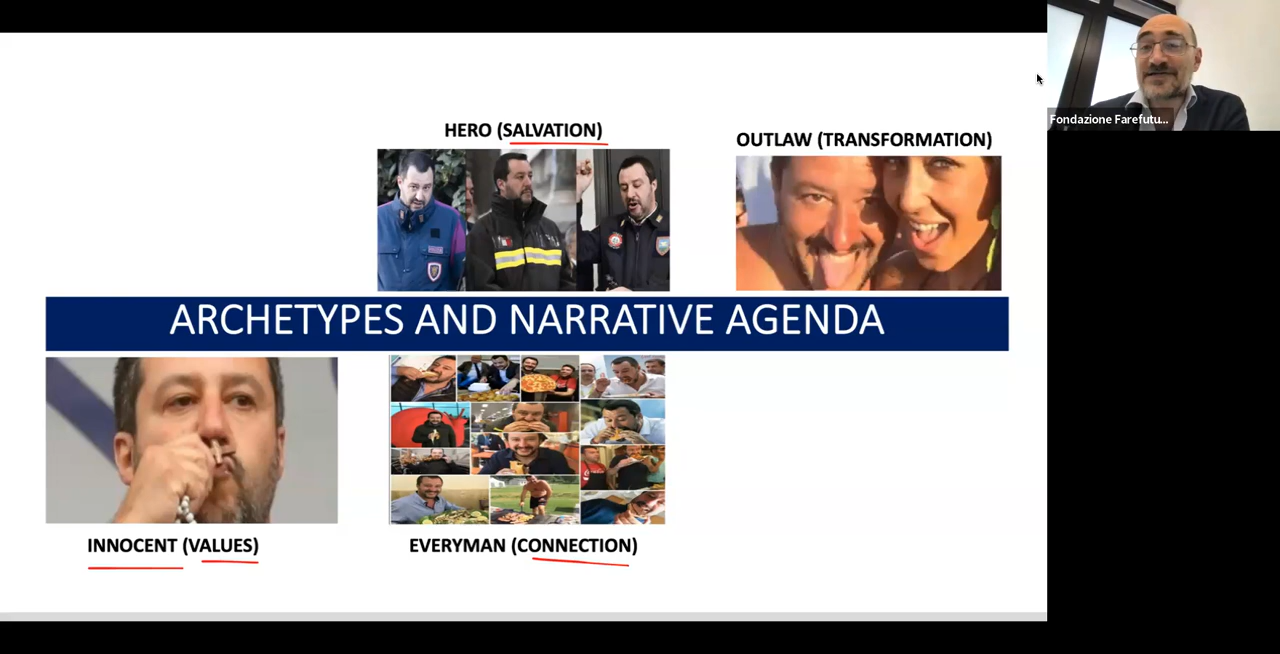 HERO (SALVATION)
OUTLAW (TRANSFORMATION)
Fondazione Farefutu...
ARCHETYPES AND NARRATIVE AGENDA
INNOCENT (VALUES)
EVERYMAN (CONNECTION)